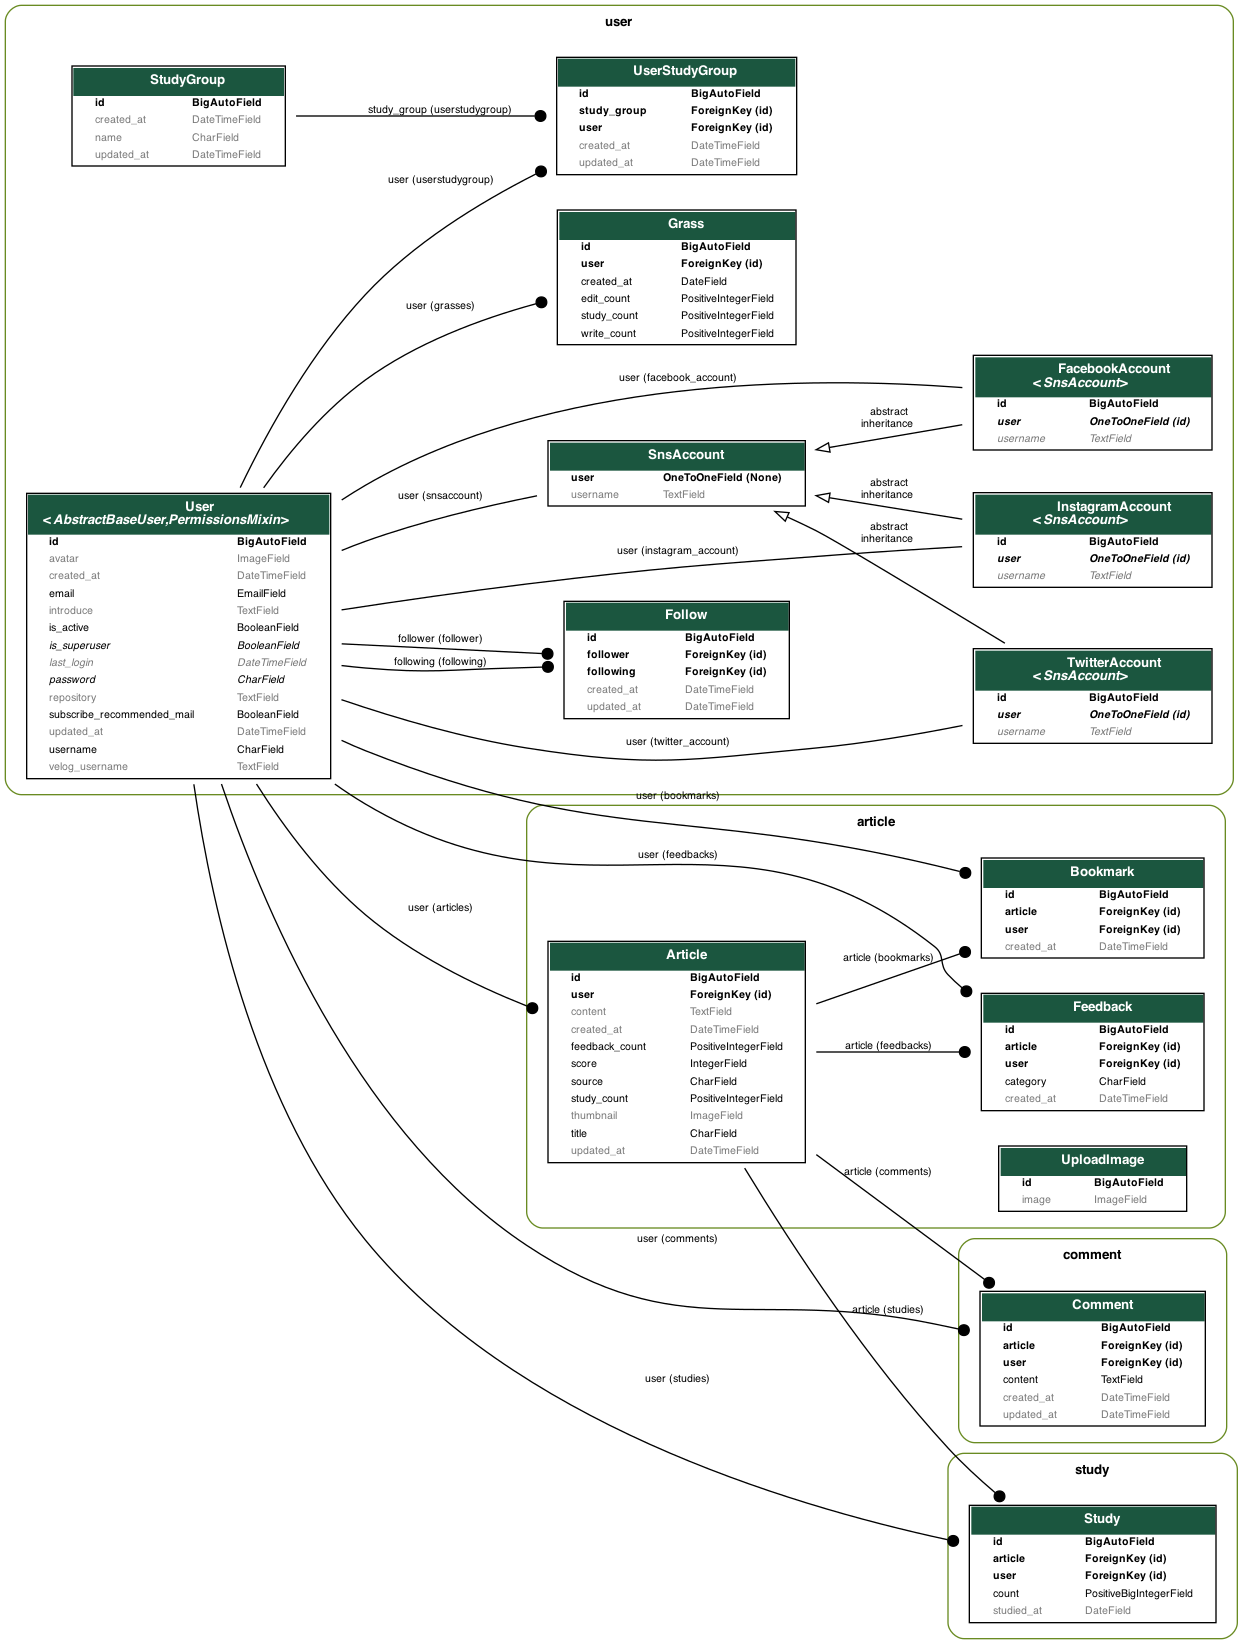 user
StudyGroup
id BigAutoField
created_at DateTimeField
name CharField
updated_at DateTimeField
study_group (userstudygroup)
UserStudyGroup
id BigAutoField
study_group ForeignKey (id)
user ForeignKey (id)
created_at DateTimeField
updated_at DateTimeField
user (userstudygroup)
Grass
id BigAutoField
user ForeignKey (id)
created_at DateField
edit_count PositiveIntegerField
study_count PositiveIntegerField
write_count PositiveIntegerField
user (grasses)
user (facebook_account)
FacebookAccount
<SnsAccount>
id BigAutoField
user OneToOneField (id)
username TextField
abstract
inheritance
SnsAccount
user OneToOneField (None)
username TextField
user (snsaccount)
abstract
inheritance
InstagramAccount
<SnsAccount>
id BigAutoField
user OneToOneField (id)
username TextField
abstract
inheritance
user (instagram_account)
User
<AbstractBaseUser,PermissionsMixin>
id BigAutoField
avatar ImageField
created_at DateTimeField
email EmailField
introduce TextField
is_active BooleanField
is_superuser BooleanField
last_login DateTimeField
password CharField
repository TextField
subscribe_recommended_mail BooleanField
updated_at DateTimeField
username CharField
velog_username TextField
follower (follower)
following (following)
Follow
id BigAutoField
follower ForeignKey (id)
following ForeignKey (id)
created_at DateTimeField
updated_at DateTimeField
TwitterAccount
<SnsAccount>
id BigAutoField
user OneToOneField (id)
username TextField
user (twitter_account)
user (bookmarks)
article
user (feedbacks)
user (articles)
Bookmark
id BigAutoField
article ForeignKey (id)
user ForeignKey (id)
created_at DateTimeField
article (bookmarks)
Article
id BigAutoField
user ForeignKey (id)
content TextField
created_at DateTimeField
feedback_count PositiveIntegerField
score IntegerField
source CharField
study_count PositiveIntegerField
thumbnail ImageField
title CharField
updated_at DateTimeField
article (feedbacks)
Feedback
id BigAutoField
article ForeignKey (id)
user ForeignKey (id)
category CharField
created_at DateTimeField
article (comments)
UploadImage
id BigAutoField
image ImageField
user (comments)
comment
article (studies)
Comment
id BigAutoField
article ForeignKey (id)
user ForeignKey (id)
content TextField
created_at DateTimeField
updated_at DateTimeField
user (studies)
study
Study
id BigAutoField
article ForeignKey (id)
user ForeignKey (id)
count PositiveBigIntegerField
studied_at DateField